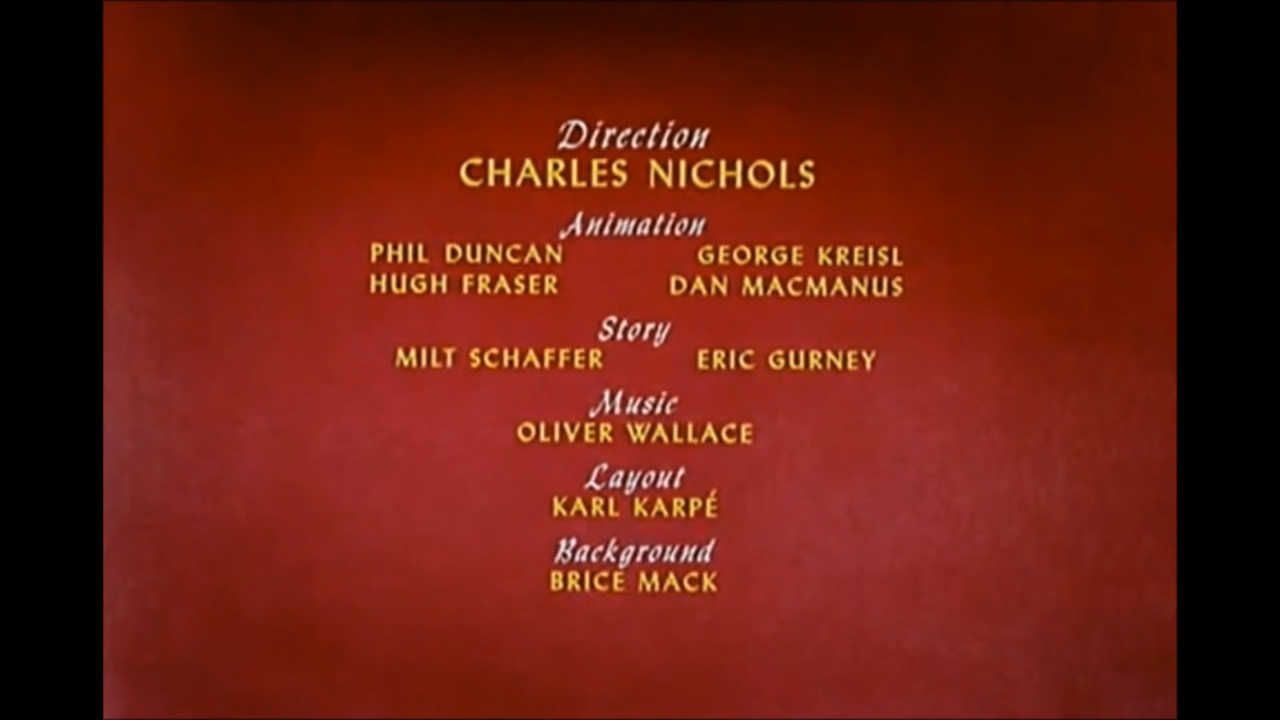 Direction
CHARLES NICHOLS
Animation
PHIL DUNCAN GEORGE KREISL
HUGH FRASER DAN MACMANUS
Story
MILT SCHAFFER ERIC GURNEY
Music
OLIVER WALLACE
Layout
KARL KARPÉ
Background
BRICE MACK